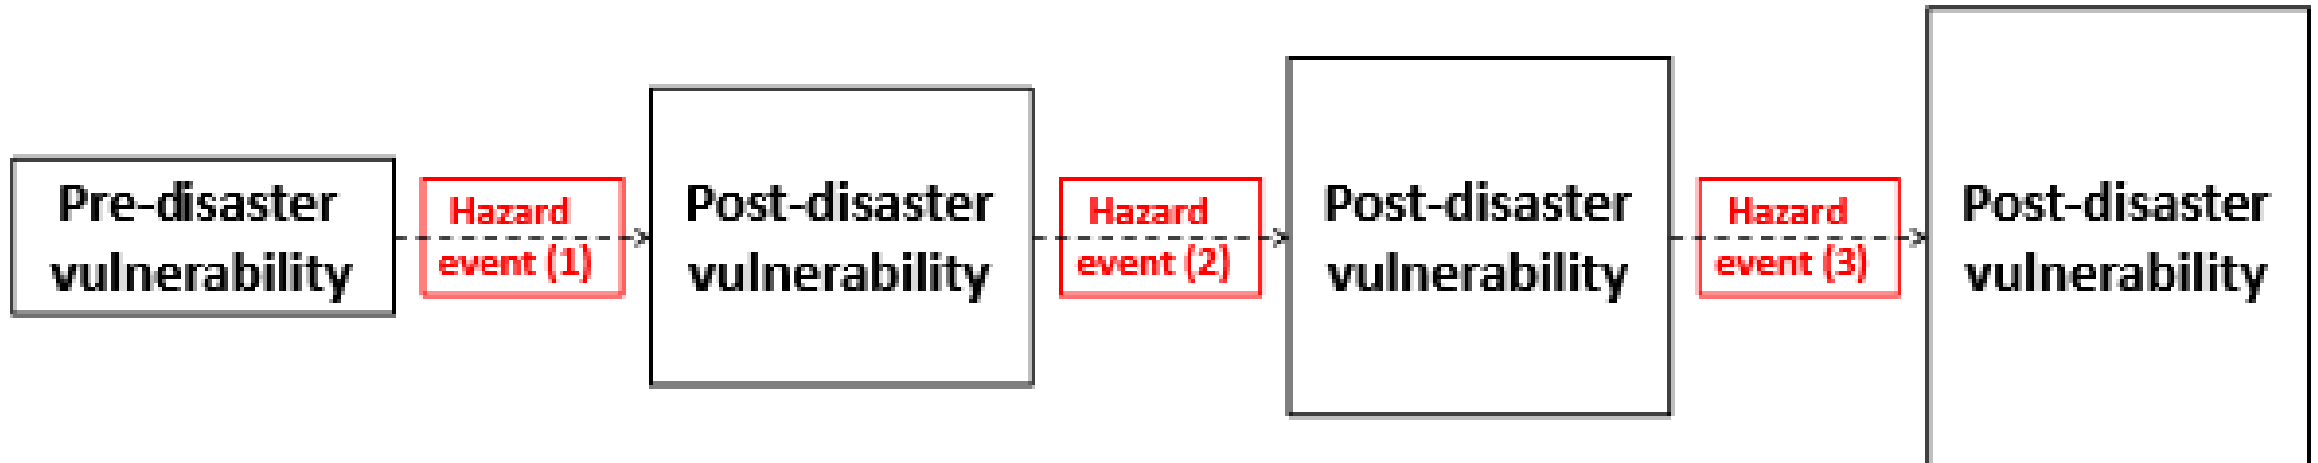 Pre-disaster
vulnerability
Hazard
event (1)
Post-disaster
vulnerability
Hazard
event (2)
Post-disaster
vulnerability
Hazard
event (3)
Post-disaster
vulnerability